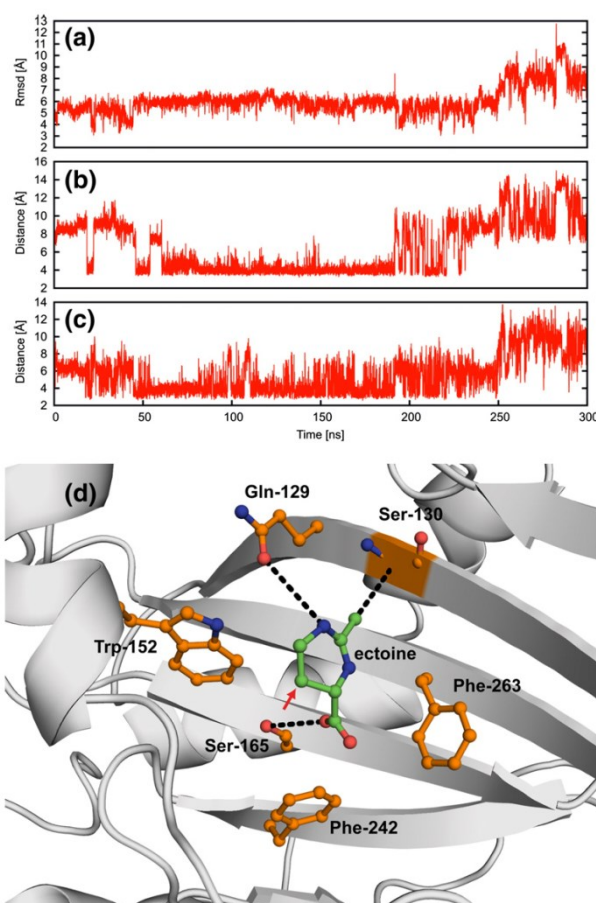 (a)
Rmsd [Å]
13
12
11
10
9
8
7
6
5
4
3
2
(b)
Distance [Å]
16
14
12
10
8
6
4
2
(c)
Distance [Å]
14
12
10
8
6
4
2
0 50 100 150 200 250 300
Time [ns]
(d)
Gln-129
Ser-130
Trp-152
ectoine
Phe-263
Ser-165
Phe-242